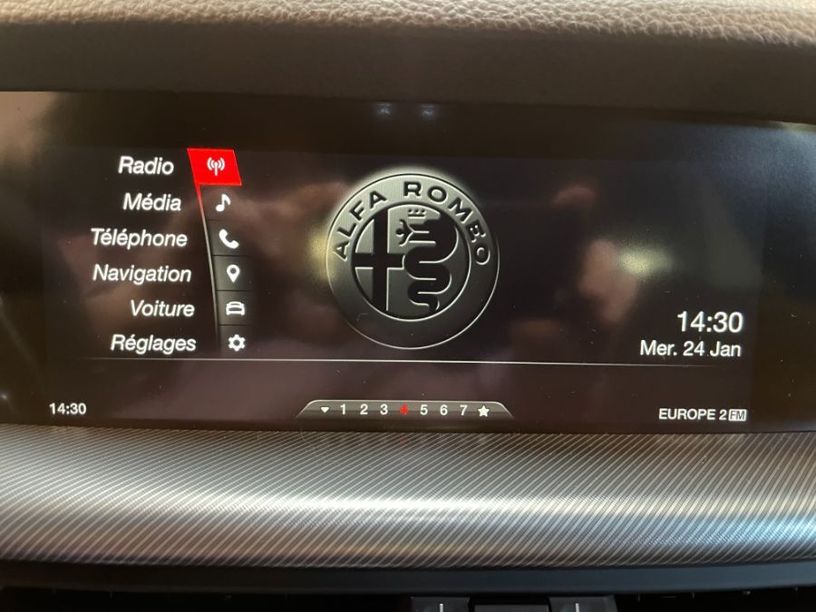 Radio
Média
Téléphone
Navigation
Voiture
Réglages
ALFA ROMEO
14:30
Mer. 24 Jan
14:30
1 2 3 4 5 6 7
EUROPE 2 FM